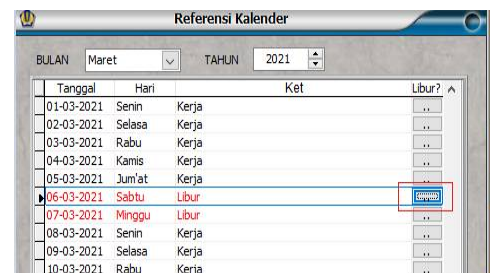 Referensi Kalender
BULAN Maret TAHUN 2021
Tanggal Hari Ket Libur?
01-03-2021 Senin Kerja ..
02-03-2021 Selasa Kerja ..
03-03-2021 Rabu Kerja ..
04-03-2021 Kamis Kerja ..
05-03-2021 Jum'at Kerja ..
06-03-2021 Sabtu Libur ..
07-03-2021 Minggu Libur ..
08-03-2021 Senin Kerja ..
09-03-2021 Selasa Kerja ..
10-03-2021 Rabu Kerja ..